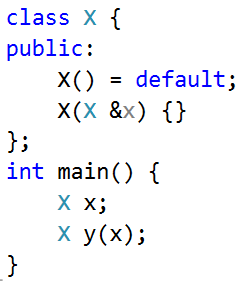 class X {
public:
    X() = default;
    X(X &x) {}
};
int main() {
    X x;
    X y(x);
}